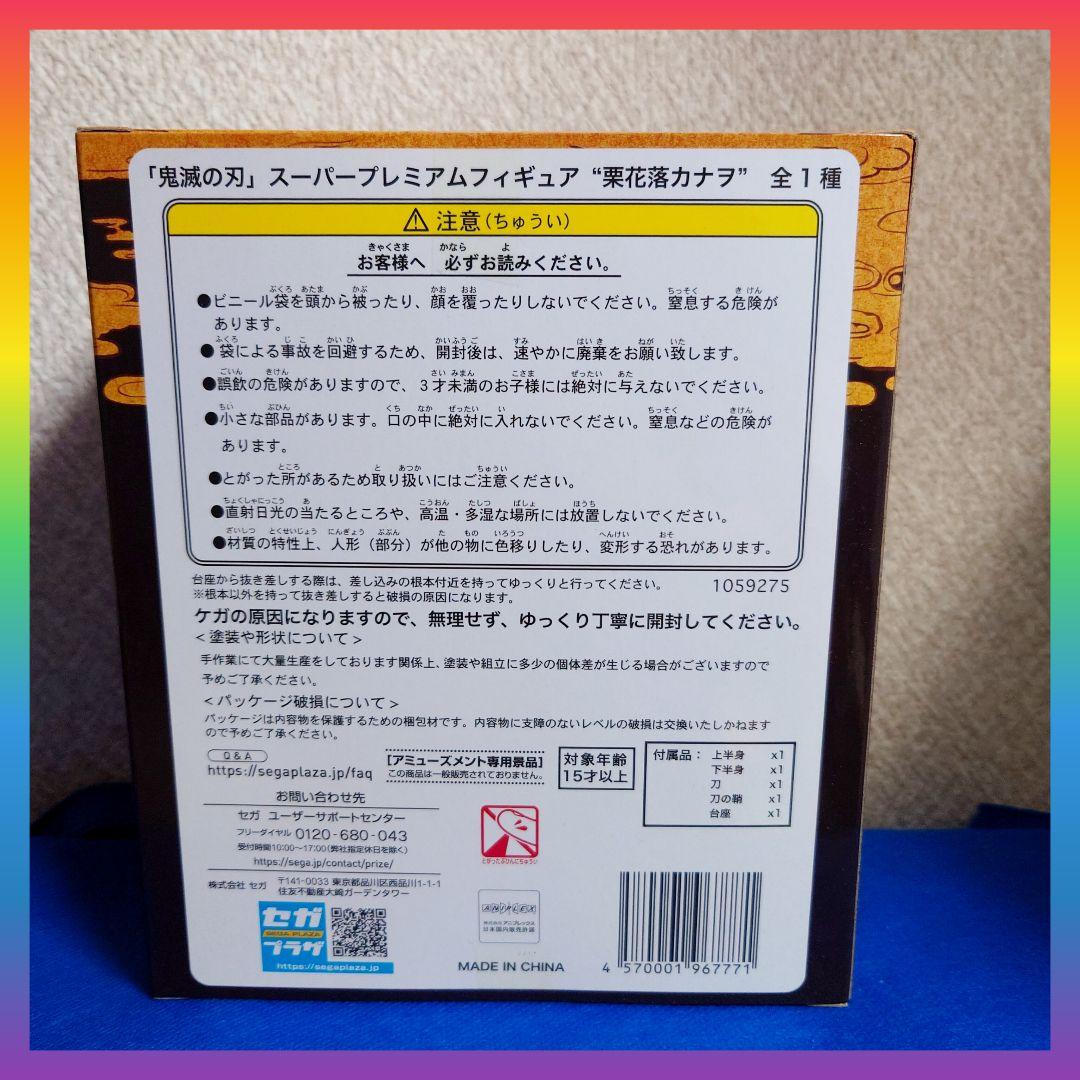 「鬼滅の刃」スーパープレミアムフィギュア “栗花落カナヲ” 全1種
⚠注意(ちゅうい)
お客様へ 必ずお読みください。
●ビニール袋を頭から被ったり、顔を覆ったりしないでください。窒息する危険が
あります。
●袋による事故を回避するため、開封後は、速やかに廃棄をお願い致します。
●誤飲の危険がありますので、3才未満のお子様には絶対に与えないでください。
●小さな部品があります。口の中に絶対に入れないでください。窒息などの危険が
あります。
●とがった所があるため取り扱いにはご注意ください。
●直射日光の当たるところや、高温・多湿な場所には放置しないでください。
●材質の特性上、人形(部分)が他の物に色移りしたり、変形する恐れがあります。
台座から抜き差しする際は、差し込みの根本付近を持ってゆっくりと行ってください。
※根本以外を持って抜き差しすると破損の原因になります。
1059275
ケガの原因になりますので、無理せず、ゆっくり丁寧に開封してください。
<塗装や形状について>
手作業にて大量生産をしております関係上、塗装や組立に多少の個体差が生じる場合がございますので
予めご了承ください。
<パッケージ破損について>
パッケージは内容物を保護するための梱包材です。内容物に支障のないレベルの破損は交換いたしかねます
ので予めご了承ください。
Q&A
https://segaplaza.jp/faq
[アミューズメント専用景品]
この商品は一般販売されておりません。
対象年齢
15才以上
付属品: 上半身 x1
下半身 x1
刀 x1
刀の鞘 x1
台座 x1
お問い合わせ先
セガ ユーザーサポートセンター
フリーダイヤル 0120-680-043
受付時間10:00~17:00(弊社指定休日を除く)
https://sega.jp/contact/prize/
株式会社 セガ 〒141-0033 東京都品川区西品川1-1-1
住友不動産大崎ガーデンタワー
セガ
SEGA PLAZA
プラザ
https://segaplaza.jp
とがったぶひんにちゅうい
ANIPLEX
株式会社アニプレックス
日本国内販売許諾
MADE IN CHINA
4 570001 967771